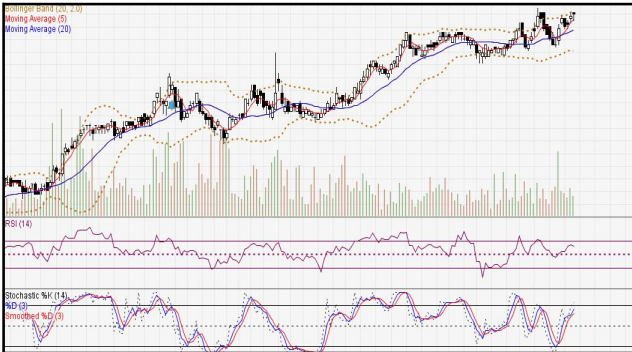 Bollinger Band (20, 2.0)
Moving Average (5)
Moving Average (20)
RSI (14)
Stochastic %K (14)
%D (3)
Smoothed %D (3)